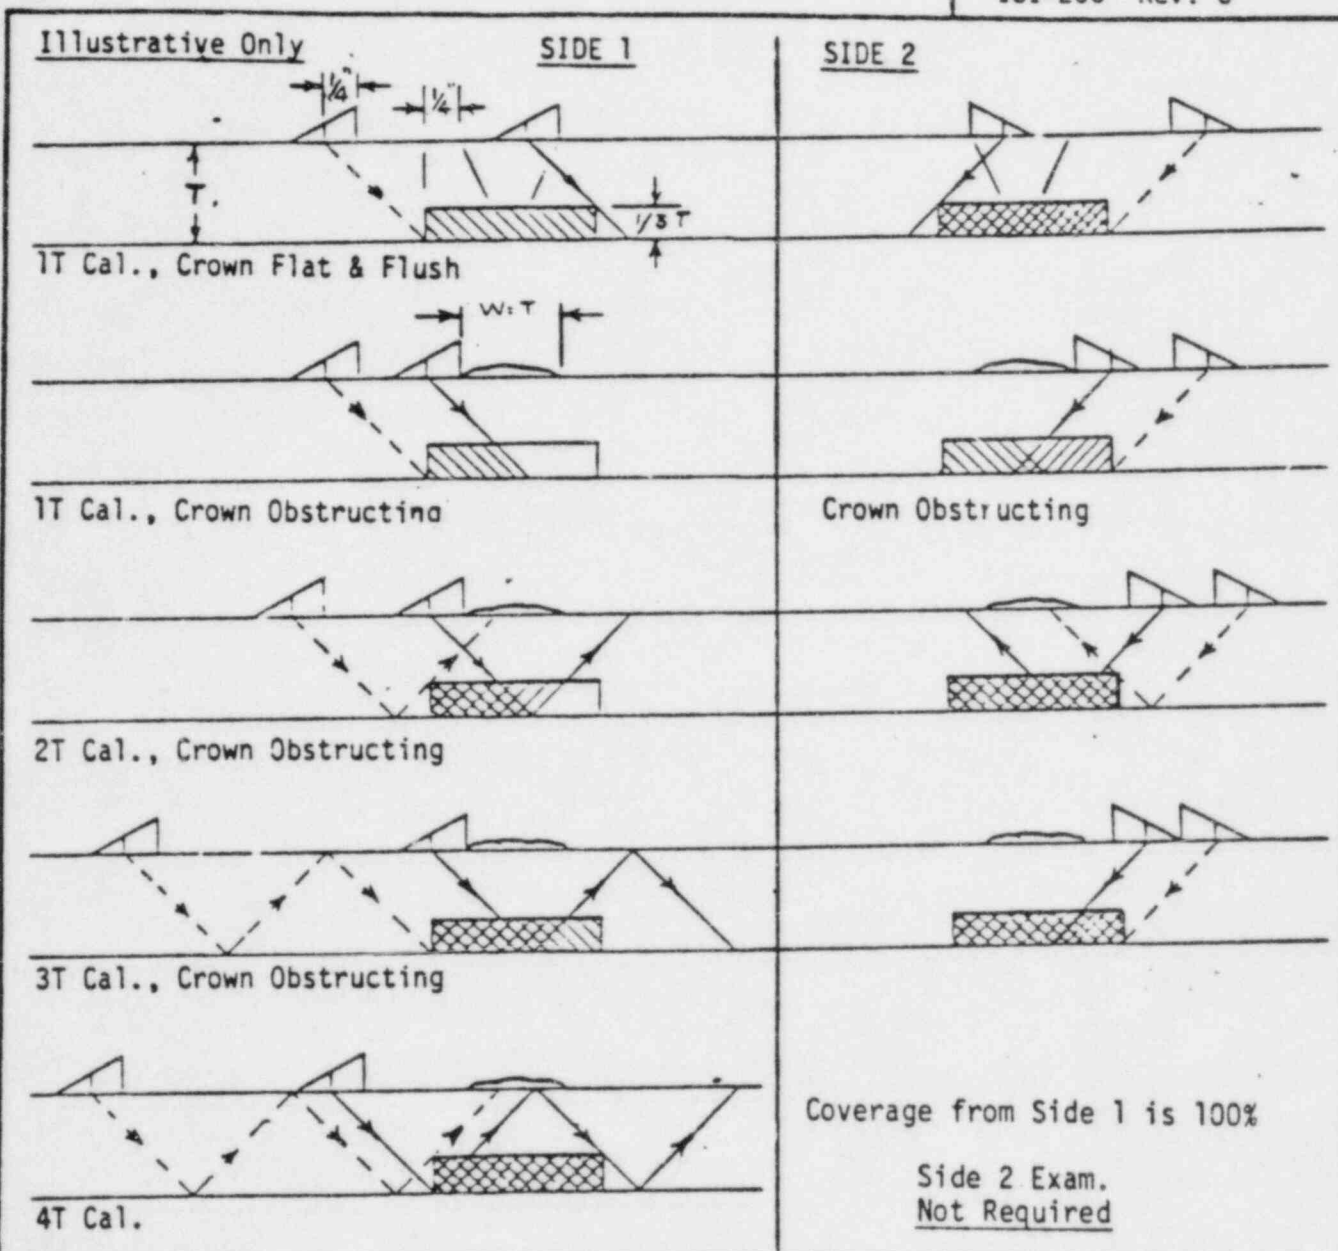 Illustrative Only
SIDE 1
SIDE 2
1/4"
1/4"
T.
1/3 T
1T Cal., Crown Flat & Flush
W=T
1T Cal., Crown Obstructing
Crown Obstructing
2T Cal., Crown Obstructing
3T Cal., Crown Obstructing
4T Cal.
Coverage from Side 1 is 100%
Side 2 Exam.
Not Required